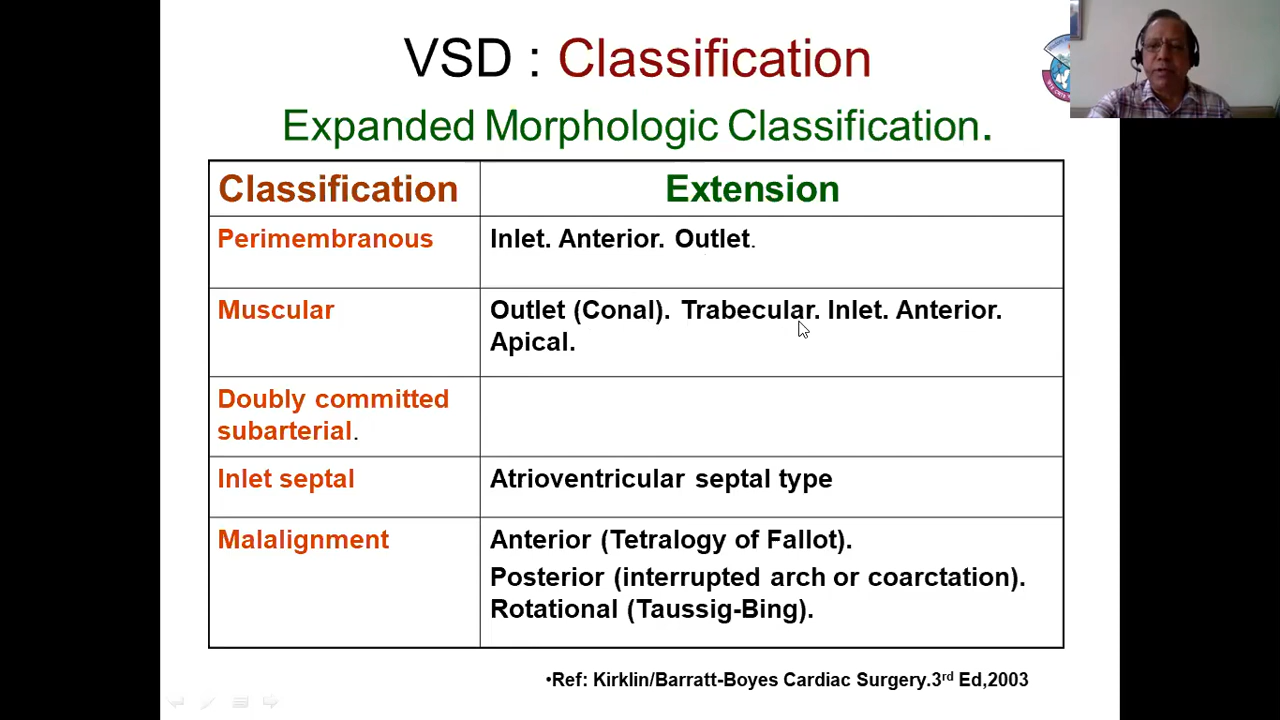 VSD : Classification
Expanded Morphologic Classification.
Classification Extension
Perimembranous Inlet. Anterior. Outlet.
Muscular Outlet (Conal). Trabecular. Inlet. Anterior.
Apical.
Doubly committed
subarterial.
Inlet septal Atrioventricular septal type
Malalignment Anterior (Tetralogy of Fallot).
Posterior (interrupted arch or coarctation).
Rotational (Taussig-Bing).
•Ref: Kirklin/Barratt-Boyes Cardiac Surgery.3rd Ed,2003